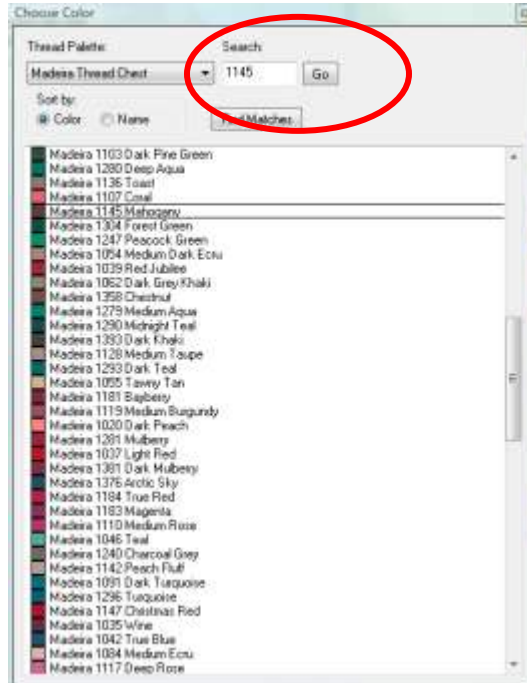 Choose Color
Thread Palette: Search:
Madeira Thread Chest 1145 Go
Sort by:
Color Name Find Matches
Madeira 1103 Dark Pine Green
Madeira 1280 Deep Aqua
Madeira 1136 Toast
Madeira 1107 Coral
Madeira 1145 Mahogany
Madeira 1304 Forest Green
Madeira 1247 Peacock Green
Madeira 1054 Medium Dark Ecru
Madeira 1039 Red Jubilee
Madeira 1062 Dark Grey Khaki
Madeira 1358 Chestnut
Madeira 1279 Medium Aqua
Madeira 1290 Midnight Teal
Madeira 1393 Dark Khaki
Madeira 1128 Medium Taupe
Madeira 1293 Dark Teal
Madeira 1055 Tawny Tan
Madeira 1181 Bayberry
Madeira 1119 Medium Burgundy
Madeira 1020 Dark Peach
Madeira 1281 Mulberry
Madeira 1037 Light Red
Madeira 1381 Dark Mulberry
Madeira 1376 Arctic Sky
Madeira 1184 True Red
Madeira 1183 Magenta
Madeira 1110 Medium Rose
Madeira 1046 Teal
Madeira 1240 Charcoal Grey
Madeira 1142 Peach Fluff
Madeira 1091 Dark Turquoise
Madeira 1296 Turquoise
Madeira 1147 Christmas Red
Madeira 1035 Wine
Madeira 1042 True Blue
Madeira 1084 Medium Ecru
Madeira 1117 Deep Rose